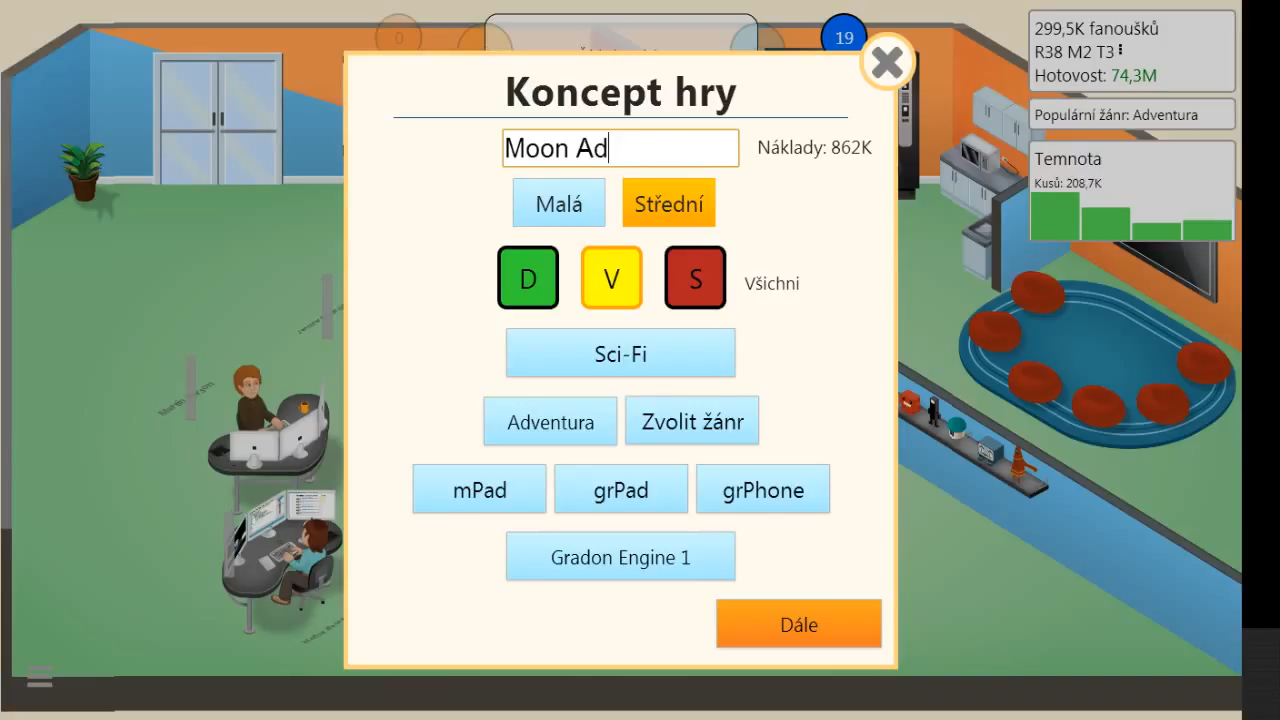 0
19
299,5K fanoušků
R38 M2 T3
Hotovost: 74,3M
Populární žánr: Adventura
Temnota
Kusů: 208,7K
Koncept hry
Moon Ad
Náklady: 862K
Malá
Střední
D
V
S
Všichni
Sci-Fi
Adventura
Zvolit žánr
mPad
grPad
grPhone
Gradon Engine 1
Dále